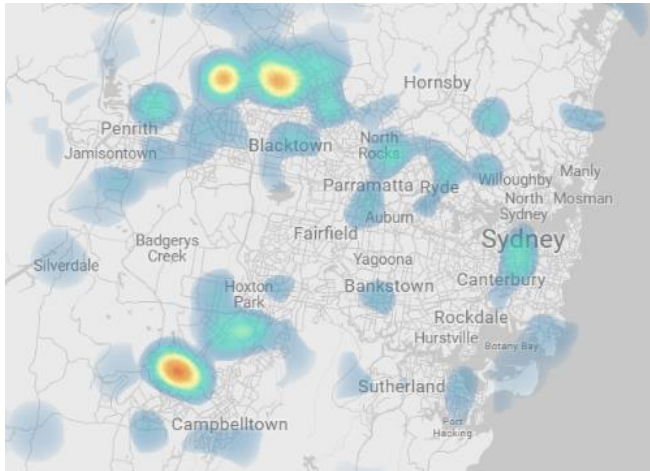 Hornsby
Penrith
Jamisontown
Blacktown
North
Rocks
Parramatta
Ryde
Willoughby
Manly
North
Sydney
Mosman
Auburn
Badgerys
Creek
Fairfield
Sydney
Silverdale
Yagoona
Hoxton
Park
Bankstown
Canterbury
Rockdale
Hurstville
Botany Bay
Sutherland
Campbelltown
Port
Hacking